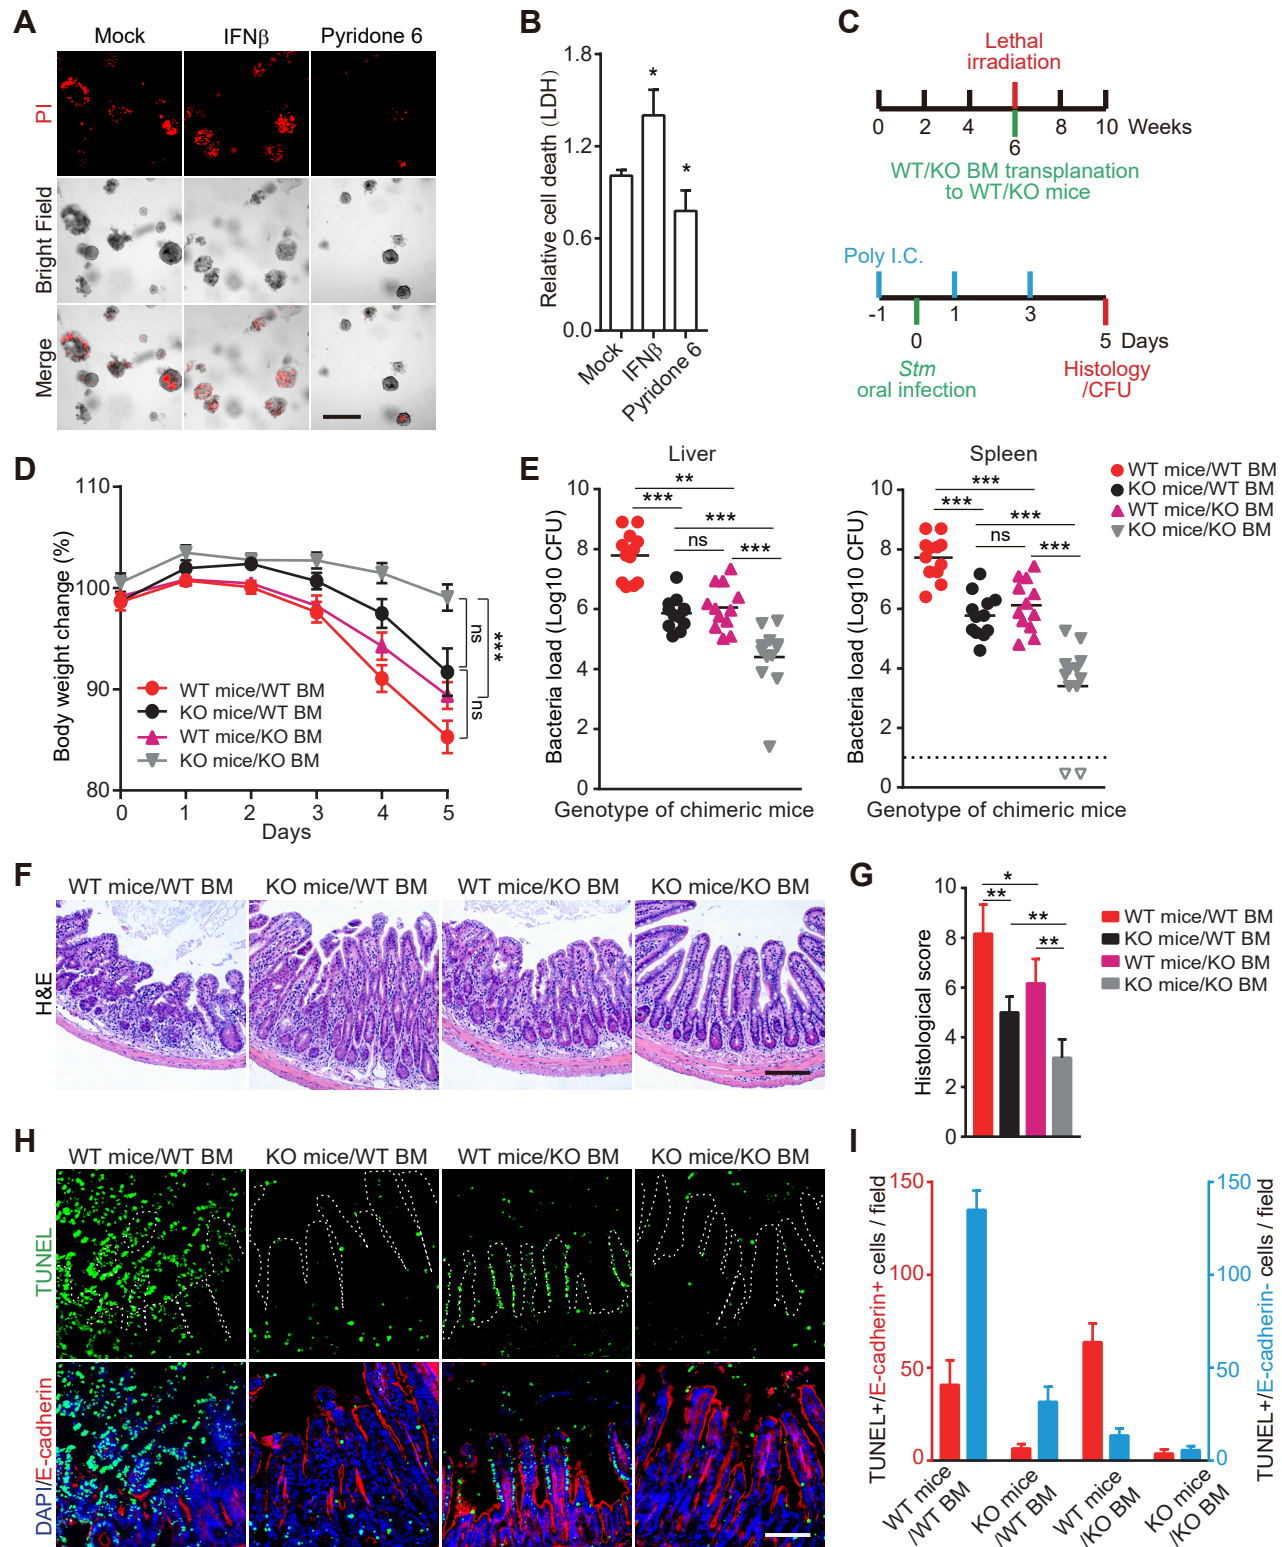 A
Mock
IFNβ
Pyridone 6
PI
Bright Field
Merge
B
Relative cell death (LDH)
1.8
1.2
0.6
0.0
*
*
Mock
IFNβ
Pyridone 6
C
Lethal
irradiation
0 2 4 6 8 10 Weeks
WT/KO BM transplanation
to WT/KO mice
Poly I.C.
-1 0 1 3 5 Days
Stm
oral infection
Histology
/CFU
D
Body weight change (%)
110
100
90
80
0 1 2 3 4 5
Days
WT mice/WT BM
KO mice/WT BM
WT mice/KO BM
KO mice/KO BM
ns
***
ns
E
Liver
Bacteria load (Log10 CFU)
10
8
6
4
2
0
**
***
***
ns
***
Genotype of chimeric mice
Spleen
Bacteria load (Log10 CFU)
10
8
6
4
2
0
***
***
***
ns
***
Genotype of chimeric mice
WT mice/WT BM
KO mice/WT BM
WT mice/KO BM
KO mice/KO BM
F
WT mice/WT BM
KO mice/WT BM
WT mice/KO BM
KO mice/KO BM
H&E
G
Histological score
10
8
6
4
2
0
*
**
**
**
WT mice/WT BM
KO mice/WT BM
WT mice/KO BM
KO mice/KO BM
H
WT mice/WT BM
KO mice/WT BM
WT mice/KO BM
KO mice/KO BM
TUNEL
DAPI/E-cadherin
I
TUNEL+/E-cadherin+ cells / field
150
100
50
0
150
100
50
0
TUNEL+/E-cadherin- cells / field
WT mice
/WT BM
KO mice
/WT BM
WT mice
/KO BM
KO mice
/KO BM